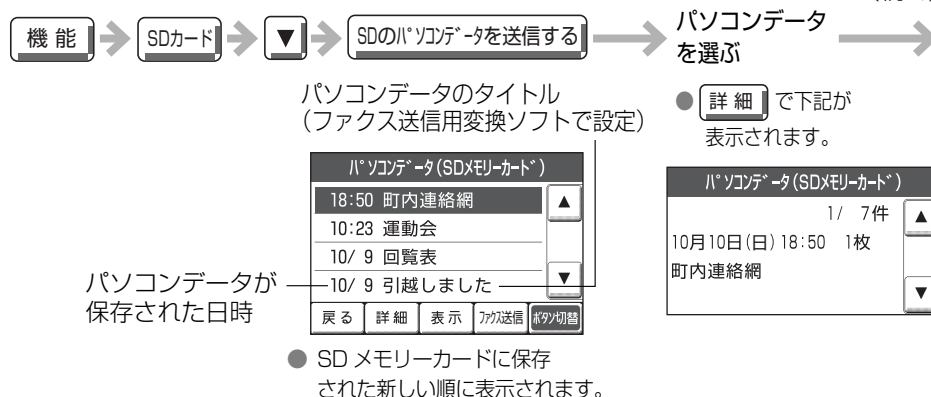 機能 SDカード ▼ SDのパソコンデータを送信する
パソコンデータ
を選ぶ
パソコンデータのタイトル
（ファクス送信用変換ソフトで設定）
● 詳細 で下記が
表示されます。
パソコンデータ(SDメモリーカード)
18:50 町内連絡網
10:23 運動会
10/ 9 回覧表
10/ 9 引越しました
戻る 詳細 表示 ファクス送信 ボタン切替
パソコンデータが
保存された日時
● SD メモリーカードに保存
された新しい順に表示されます。
パソコンデータ(SDメモリーカード)
1/ 7件
10月10日(日) 18:50 1枚
町内連絡網